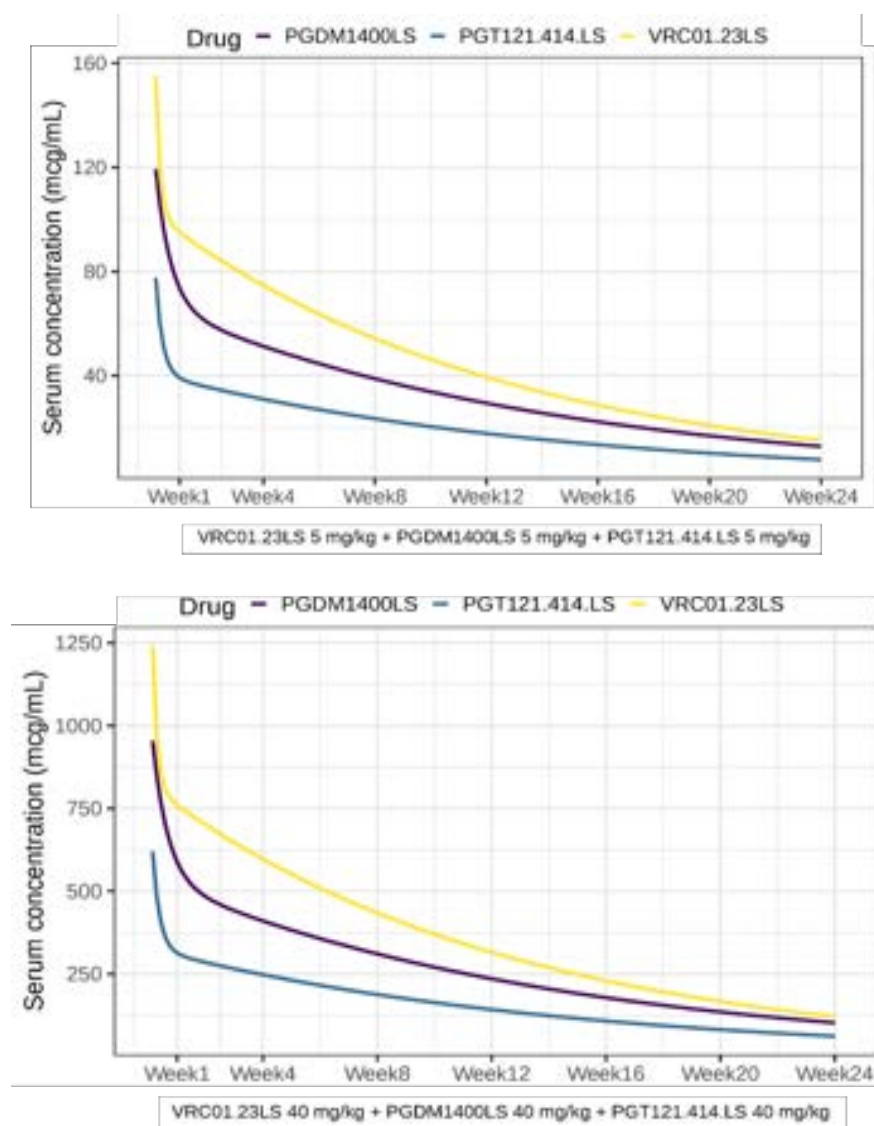 Drug PGDM1400LS PGT121.414.LS VRC01.23LS
Serum concentration (mcg/mL)
160
120
80
40
Week1 Week4 Week8 Week12 Week16 Week20 Week24
VRC01.23LS 5 mg/kg + PGDM1400LS 5 mg/kg + PGT121.414.LS 5 mg/kg
Drug PGDM1400LS PGT121.414.LS VRC01.23LS
Serum concentration (mcg/mL)
1250
1000
750
500
250
Week1 Week4 Week8 Week12 Week16 Week20 Week24
VRC01.23LS 40 mg/kg + PGDM1400LS 40 mg/kg + PGT121.414.LS 40 mg/kg